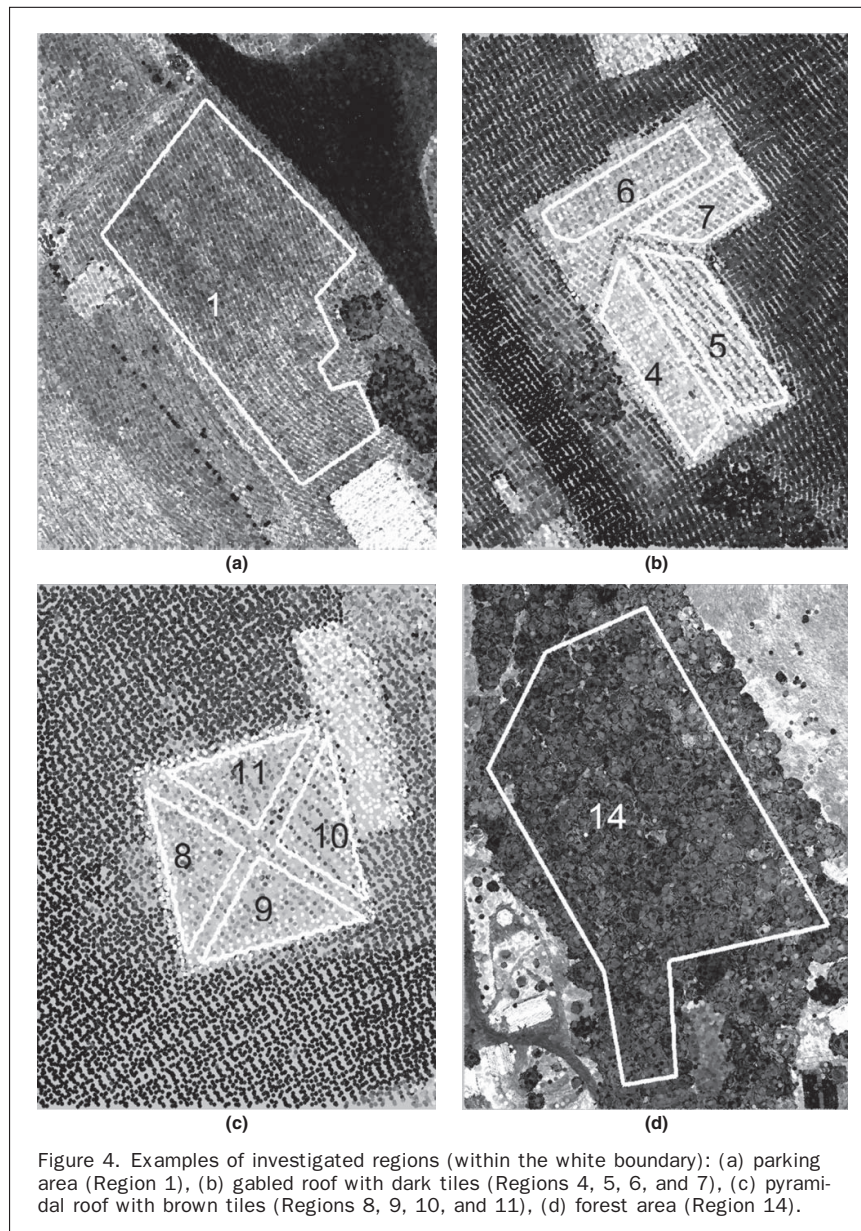 1
(a)
6
7
5
4
(b)
11
10
8
9
(c)
14
(d)
Figure 4. Examples of investigated regions (within the white boundary): (a) parking
area (Region 1), (b) gabled roof with dark tiles (Regions 4, 5, 6, and 7), (c) pyrami-
dal roof with brown tiles (Regions 8, 9, 10, and 11), (d) forest area (Region 14).